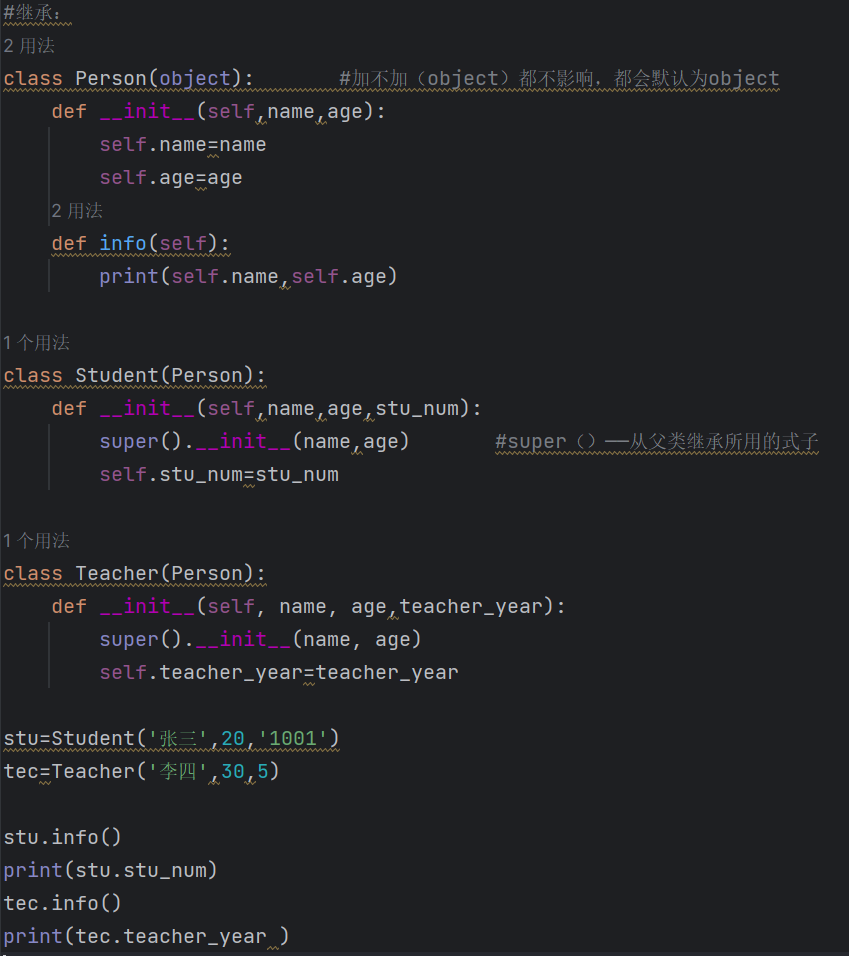 #继承:
2 用法
class Person(object):       #加不加（object）都不影响，都会默认为object
    def __init__(self,name,age):
        self.name=name
        self.age=age
    2 用法
    def info(self):
        print(self.name,self.age)
1 个用法
class Student(Person):
    def __init__(self,name,age,stu_num):
        super().__init__(name,age)       #super（）——从父类继承所用的式子
        self.stu_num=stu_num
1 个用法
class Teacher(Person):
    def __init__(self, name, age,teacher_year):
        super().__init__(name, age)
        self.teacher_year=teacher_year
stu=Student('张三',20,'1001')
tec=Teacher('李四',30,5)
stu.info()
print(stu.stu_num)
tec.info()
print(tec.teacher_year )